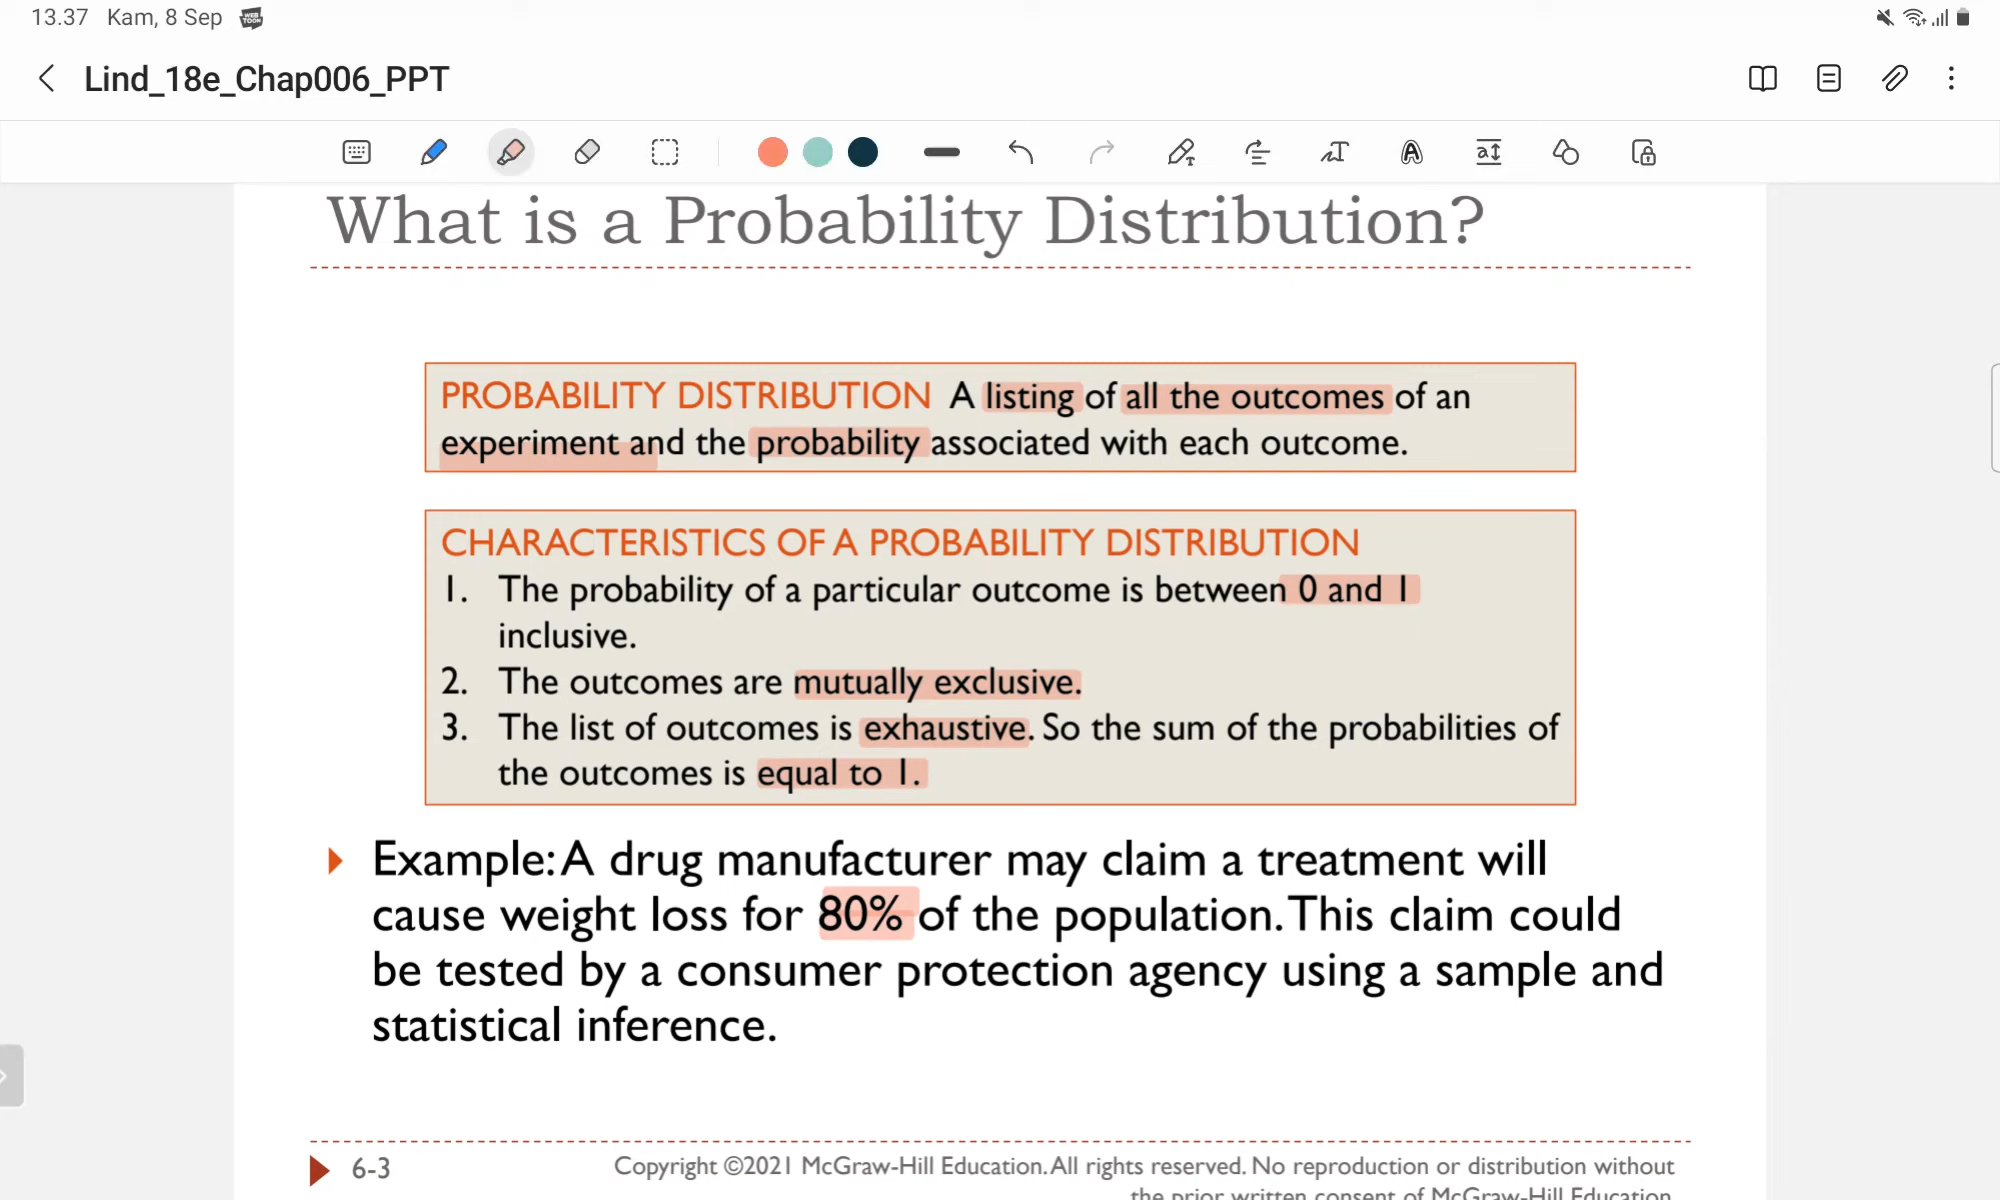 13.37 Kam, 8 Sep WEB TOON
Lind_18e_Chap006_PPT
What is a Probability Distribution?
PROBABILITY DISTRIBUTION A listing of all the outcomes of an
experiment and the probability associated with each outcome.
CHARACTERISTICS OF A PROBABILITY DISTRIBUTION
1. The probability of a particular outcome is between 0 and 1
inclusive.
2. The outcomes are mutually exclusive.
3. The list of outcomes is exhaustive. So the sum of the probabilities of
the outcomes is equal to 1.
Example: A drug manufacturer may claim a treatment will
cause weight loss for 80% of the population. This claim could
be tested by a consumer protection agency using a sample and
statistical inference.
6-3
Copyright ©2021 McGraw-Hill Education. All rights reserved. No reproduction or distribution without
the prior written consent of McGraw-Hill Education